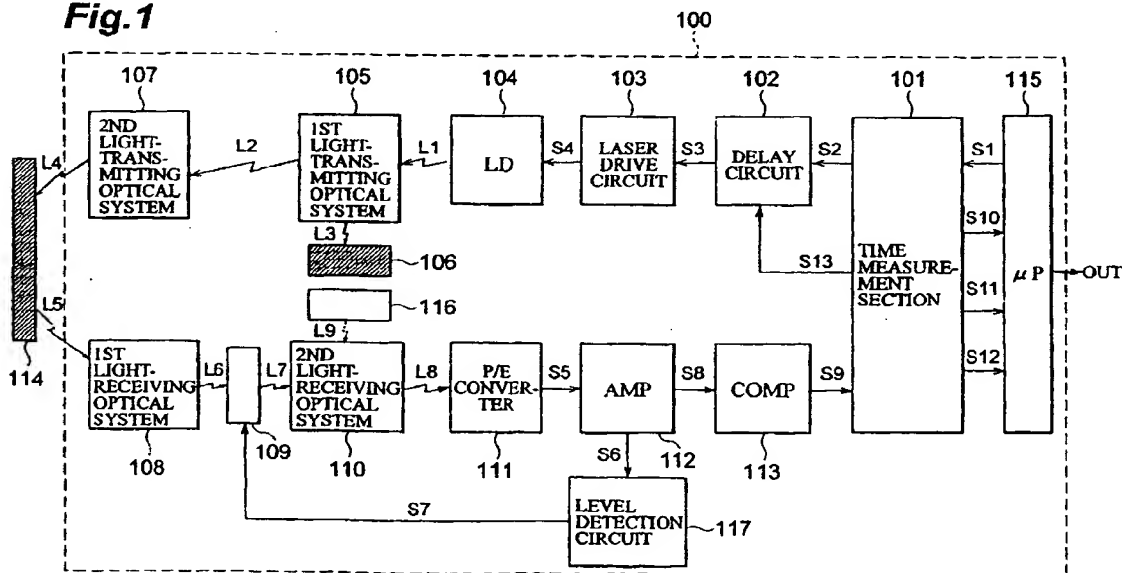 Fig.1
100
107
105
104
103
102
101
115
2ND
LIGHT-
TRANS-
MITTING
OPTICAL
SYSTEM
L4
L2
1ST
LIGHT-
TRANS-
MITTING
OPTICAL
SYSTEM
L1
LD
S4
LASER
DRIVE
CIRCUIT
S3
DELAY
CIRCUIT
S2
TIME
MEASURE-
MENT
SECTION
S1
S10
S11
S12
μP
OUT
L3
106
S13
116
L9
L5
114
1ST
LIGHT-
RECEIVING
OPTICAL
SYSTEM
L6
L7
2ND
LIGHT-
RECEIVING
OPTICAL
SYSTEM
L8
P/E
CONVER-
TER
S5
AMP
S8
COMP
S9
108
109
110
111
S6
112
113
S7
LEVEL
DETECTION
CIRCUIT
117